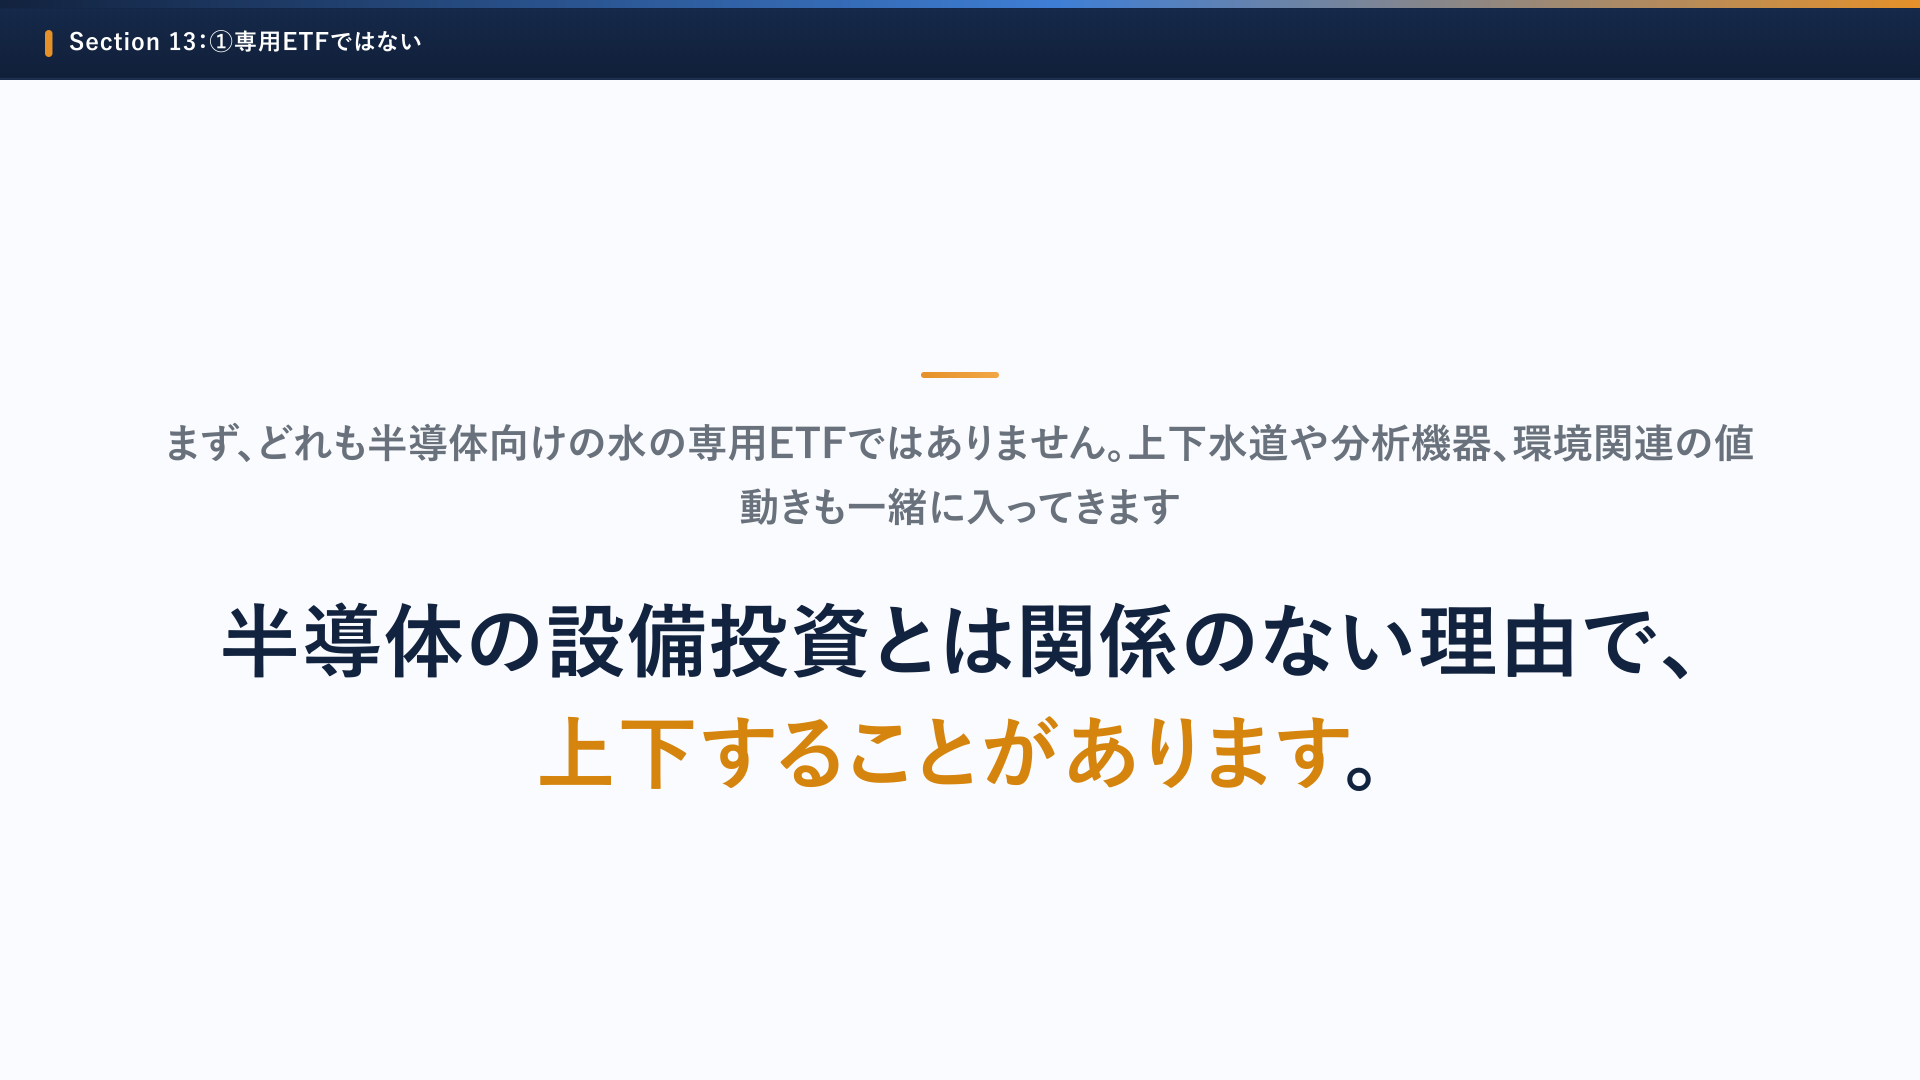 Section 13：①専用ETFではない
まず、どれも半導体向けの水の専用ETFではありません。上下水道や分析機器、環境関連の値
動きも一緒に入ってきます
半導体の設備投資とは関係のない理由で、
上下することがあります。